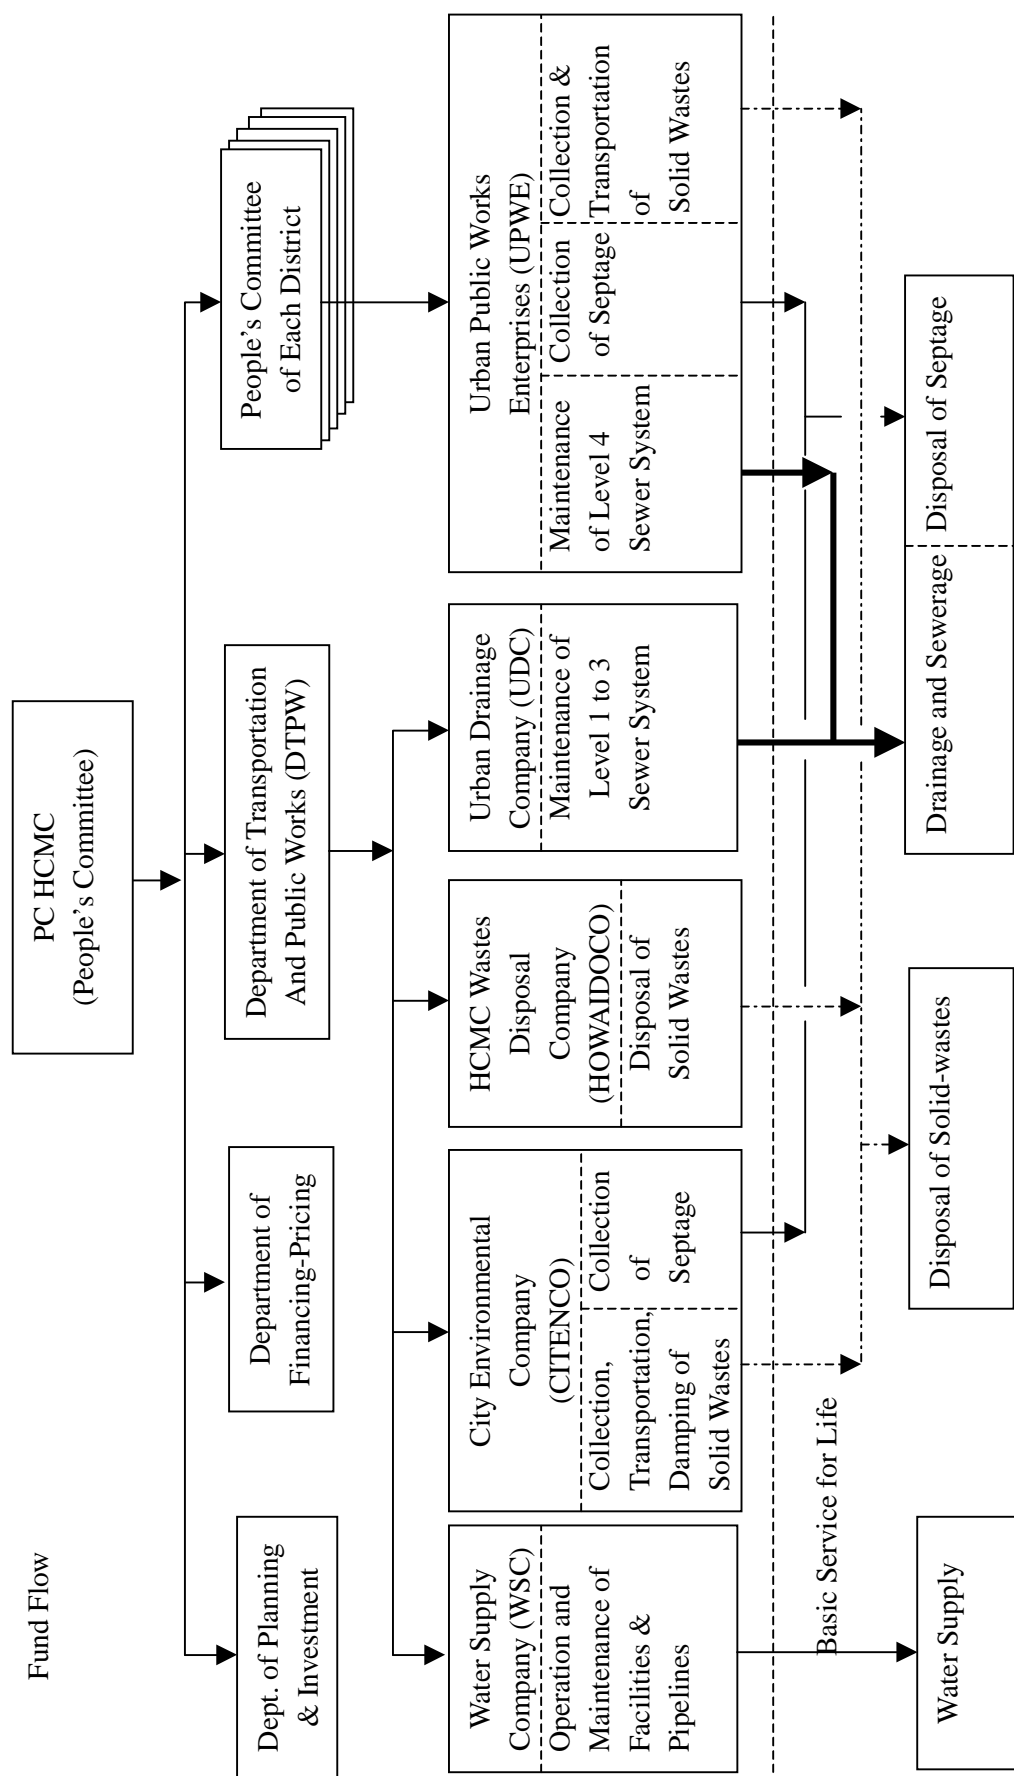 Fund Flow
PC HCMC
(People's Committee)
Dept. of Planning
& Investment
Department of
Financing-Pricing
Department of Transportation
And Public Works (DTPW)
People's Committee
of Each District
Water Supply
Company (WSC)
Operation and
Maintenance of
Facilities &
Pipelines
City Environmental
Company
(CITENCO)
Collection,
Transportation,
Damping of
Solid Wastes
Collection
of
Septage
HCMC Wastes
Disposal
Company
(HOWAIDOCO)
Disposal of
Solid Wastes
Urban Drainage
Company (UDC)
Maintenance of
Level 1 to 3
Sewer System
Urban Public Works
Enterprises (UPWE)
Maintenance
of Level 4
Sewer System
Collection
of Septage
Collection &
Transportation
of
Solid Wastes
Basic Service for Life
Water Supply
Disposal of Solid-wastes
Drainage and Sewerage
Disposal of Septage